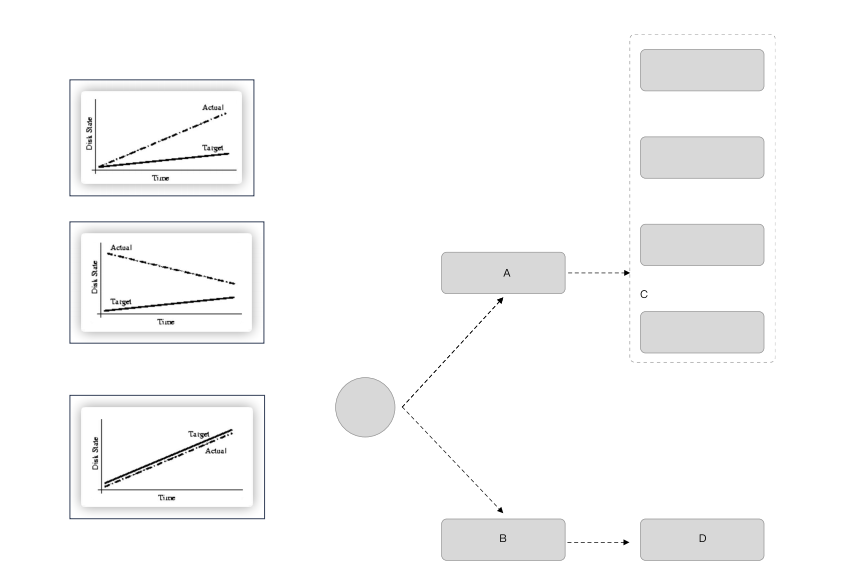 Actual
Target
Disk State
Time
Actual
Target
Disk State
Time
Target
Actual
Disk State
Time
A
C
B
D